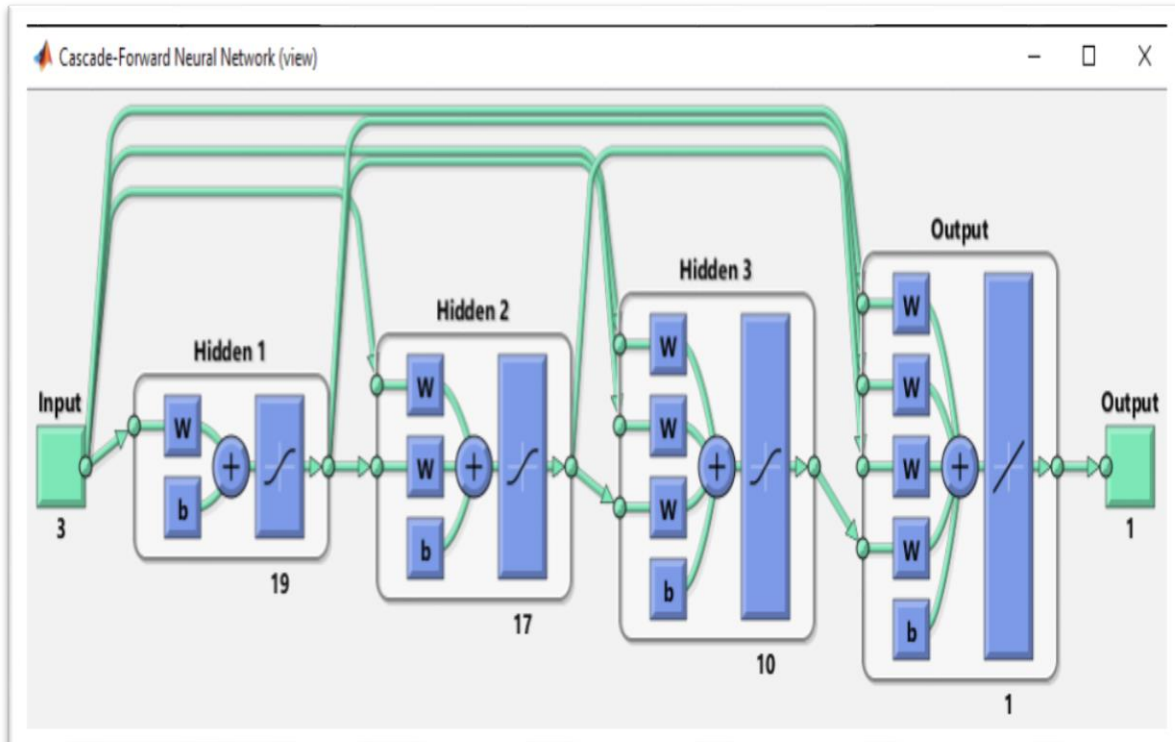 Cascade-Forward Neural Network (view)
Input
3
Hidden 1
W
b
+
19
Hidden 2
W
W
b
+
17
Hidden 3
W
W
W
b
+
10
Output
W
W
W
W
b
+
1
Output
1